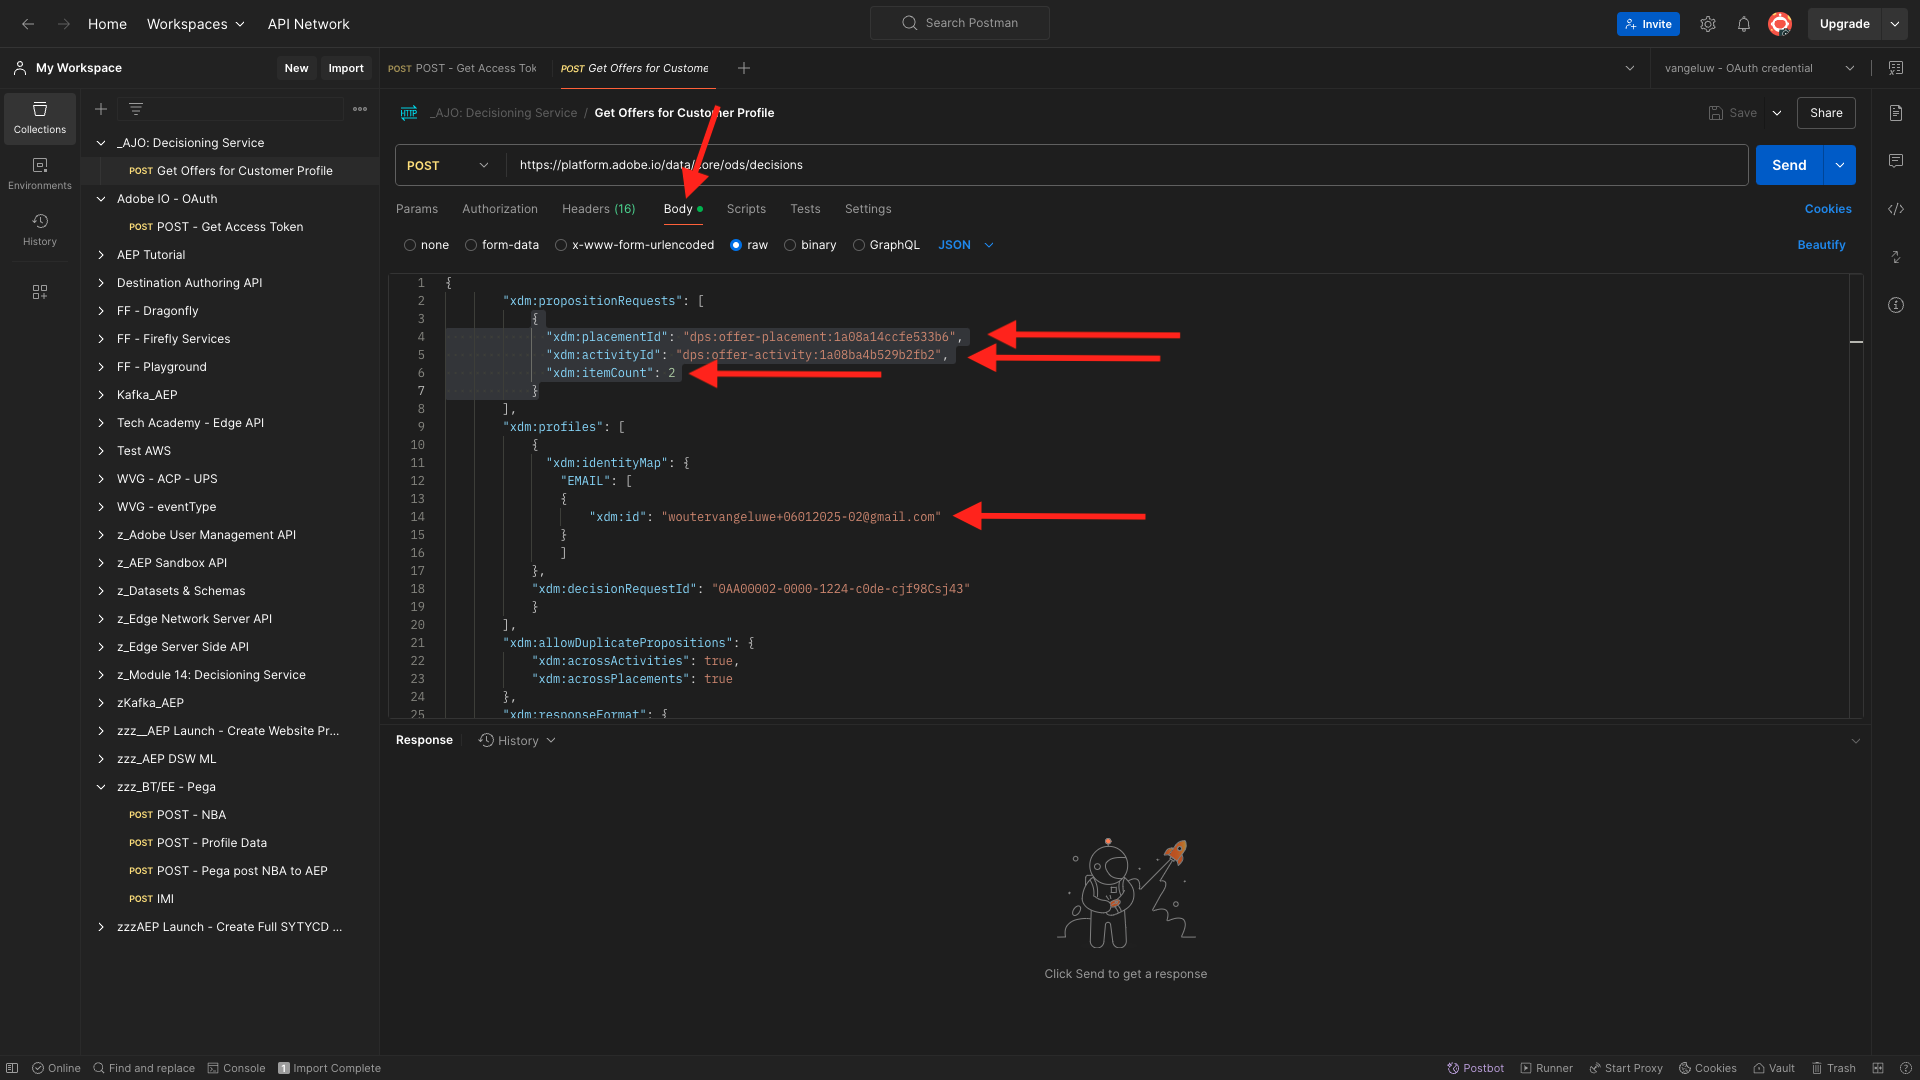 Home
Workspaces
API Network
Search Postman
Invite
Upgrade
My Workspace
New
Import
POST POST - Get Access Tok
POST Get Offers for Custome
vangeluw - OAuth credential
Collections
Environments
History
_AJO: Decisioning Service
POST Get Offers for Customer Profile
Adobe IO - OAuth
POST POST - Get Access Token
AEP Tutorial
Destination Authoring API
FF - Dragonfly
FF - Firefly Services
FF - Playground
Kafka_AEP
Tech Academy - Edge API
Test AWS
WVG - ACP - UPS
WVG - eventType
z_Adobe User Management API
z_AEP Sandbox API
z_Datasets & Schemas
z_Edge Network Server API
z_Edge Server Side API
z_Module 14: Decisioning Service
zKafka_AEP
zzz__AEP Launch - Create Website Pr...
zzz_AEP DSW ML
zzz_BT/EE - Pega
POST POST - NBA
POST POST - Profile Data
POST POST - Pega post NBA to AEP
POST IMI
zzzAEP Launch - Create Full SYTYCD ...
HTTP _AJO: Decisioning Service / Get Offers for Customer Profile
Save
Share
POST
https://platform.adobe.io/data/core/ods/decisions
Send
Params
Authorization
Headers (16)
Body
Scripts
Tests
Settings
Cookies
none
form-data
x-www-form-urlencoded
raw
binary
GraphQL
JSON
Beautify
1 {
2 "xdm:propositionRequests": [
3 {
4 "xdm:placementId": "dps:offer-placement:1a08a14ccfe533b6",
5 "xdm:activityId": "dps:offer-activity:1a08ba4b529b2fb2",
6 "xdm:itemCount": 2
7 }
8 ],
9 "xdm:profiles": [
10 {
11 "xdm:identityMap": {
12 "EMAIL": [
13 {
14 "xdm:id": "woutervangeluwe+06012025-02@gmail.com"
15 }
16 ]
17 },
18 "xdm:decisionRequestId": "0AA00002-0000-1224-c0de-cjf98Csj43"
19 }
20 ],
21 "xdm:allowDuplicatePropositions": {
22 "xdm:acrossActivities": true,
23 "xdm:acrossPlacements": true
24 },
25 "xdm:responseFormat": {
Response
History
Click Send to get a response
Online
Find and replace
Console
1 Import Complete
Postbot
Runner
Start Proxy
Cookies
Vault
Trash